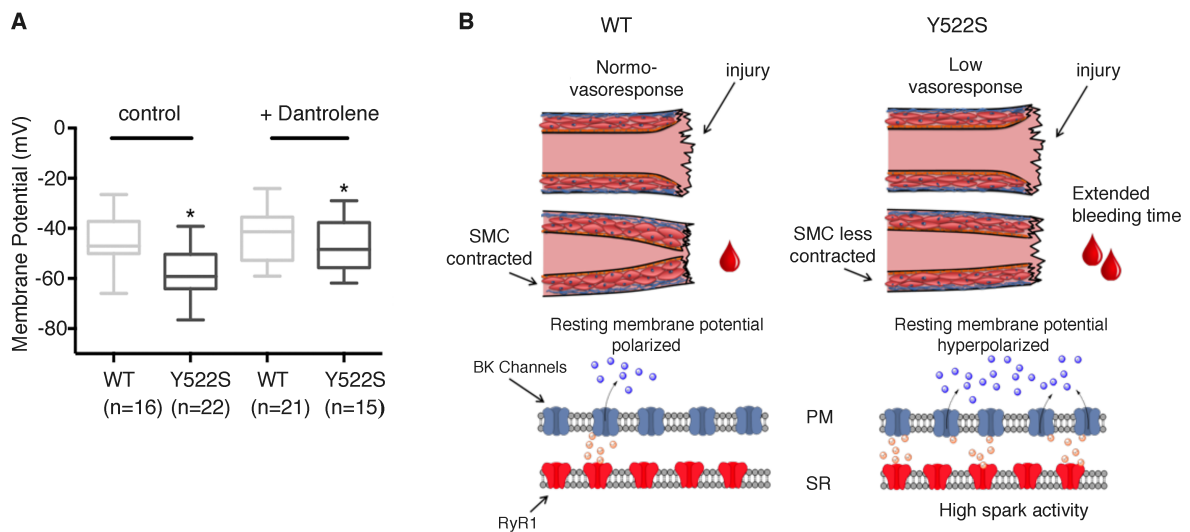 A
control
+ Dantrolene
Membrane Potential (mV)
0
-20
-40
-60
-80
*
*
WT
Y522S
WT
Y522S
(n=16)
(n=22)
(n=21)
(n=15)
B
WT
Y522S
Normo-
vasoresponse
injury
Low
vasoresponse
injury
SMC
contracted
SMC less
contracted
Extended
bleeding time
Resting membrane potential
polarized
Resting membrane potential
hyperpolarized
BK Channels
PM
SR
RyR1
High spark activity